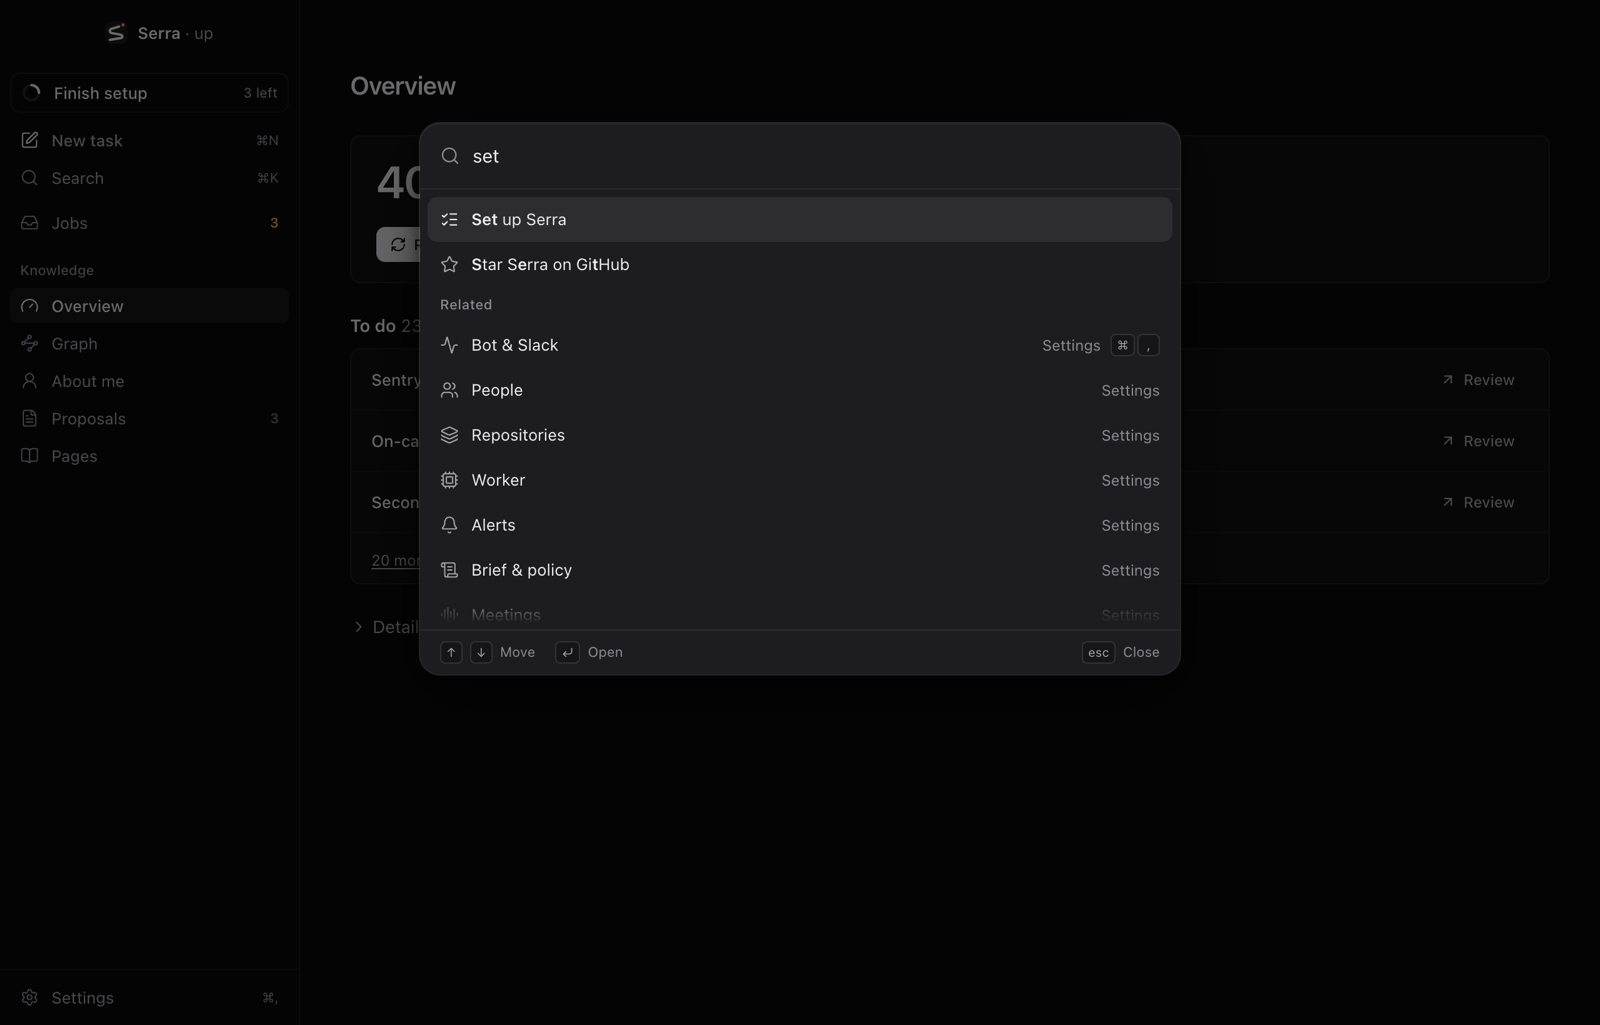 Serra · up
Finish setup 3 left
New task ⌘N
Search ⌘K
Jobs 3
Knowledge
Overview
Graph
About me
Proposals 3
Pages
Settings ⌘,
Overview
40
To do 23
Sentry
Review
On-ca
Review
Secon
Review
20 mor
Detail
set
Set up Serra
Star Serra on GitHub
Related
Bot & Slack Settings ⌘ ,
People Settings
Repositories Settings
Worker Settings
Alerts Settings
Brief & policy Settings
Meetings Settings
↑ ↓ Move ↵ Open esc Close